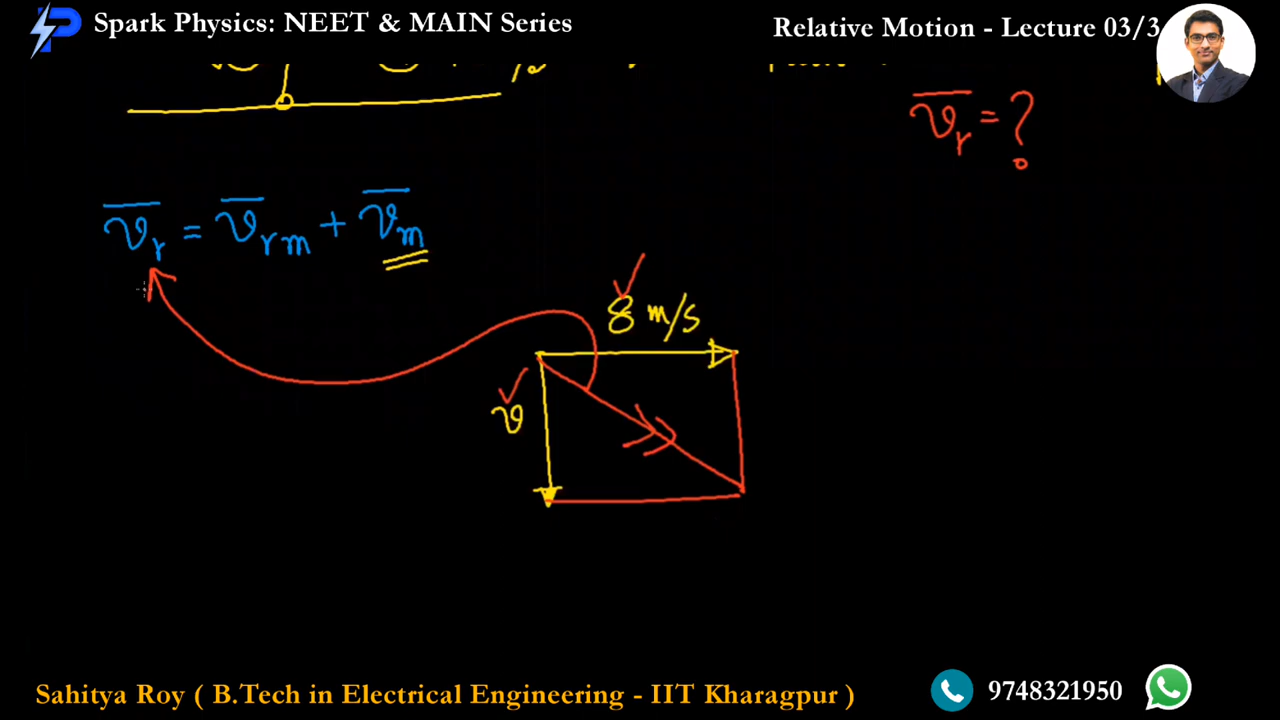 Spark Physics: NEET & MAIN Series
Relative Motion - Lecture 03/3
v̅r = ?
v̅r = v̅rm + v̅m
8 m/s
v
Sahitya Roy ( B.Tech in Electrical Engineering - IIT Kharagpur )
9748321950